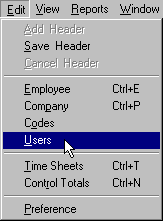 Edit View Reports Window
Add Header
Save Header
Cancel Header
Employee Ctrl+E
Company Ctrl+P
Codes
Users
Time Sheets Ctrl+T
Control Totals Ctrl+N
Preference